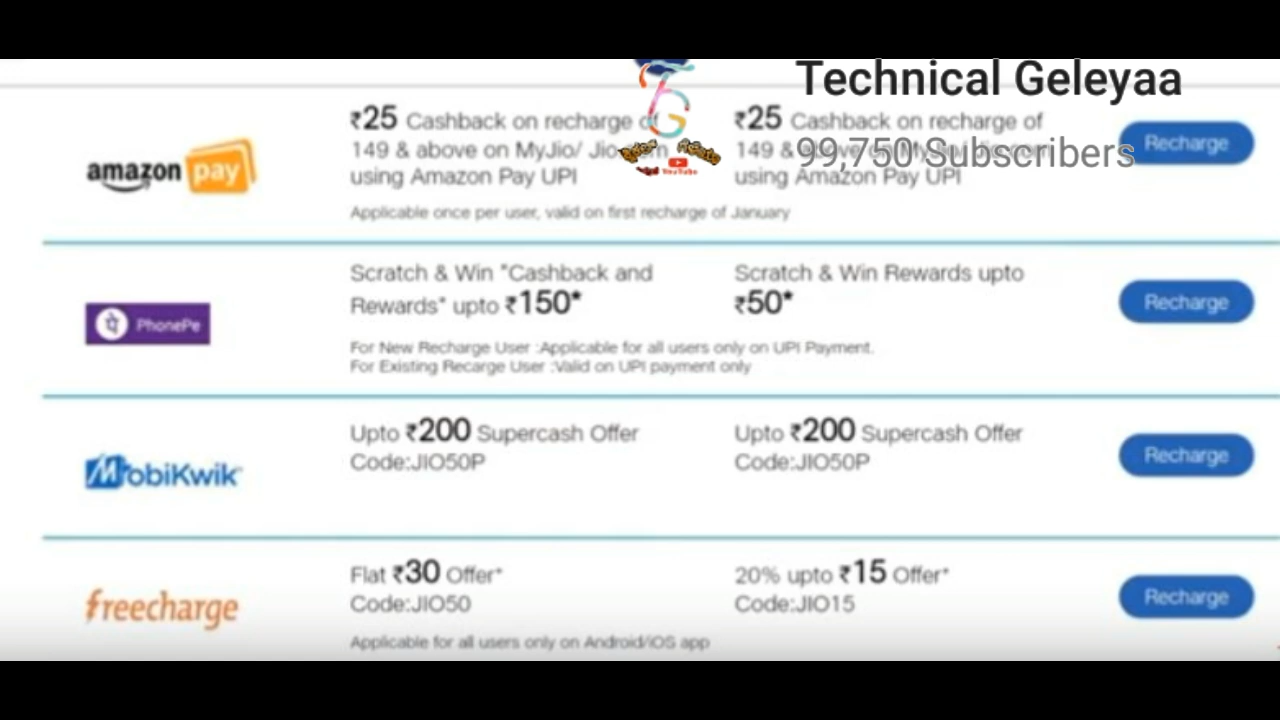 Technical Geleyaa
99,750 Subscribers
amazon pay
₹25 Cashback on recharge of
149 & above on MyJio/
using Amazon Pay UPI
₹25 Cashback on recharge of
149 &
using Amazon Pay UPI
Recharge
Applicable once per user, valid on first recharge of January
PhonePe
Scratch & Win "Cashback and
Rewards" upto ₹150*
Scratch & Win Rewards upto
₹50*
Recharge
For New Recharge User :Applicable for all users only on UPI Payment.
For Existing Recarge User :Valid on UPI payment only
MobiKwik
Upto ₹200 Supercash Offer
Code:JIO50P
Upto ₹200 Supercash Offer
Code:JIO50P
Recharge
freecharge
Flat ₹30 Offer*
Code:JIO50
20% upto ₹15 Offer*
Code:JIO15
Recharge
Applicable for all users only on Android/iOS app
YouTube